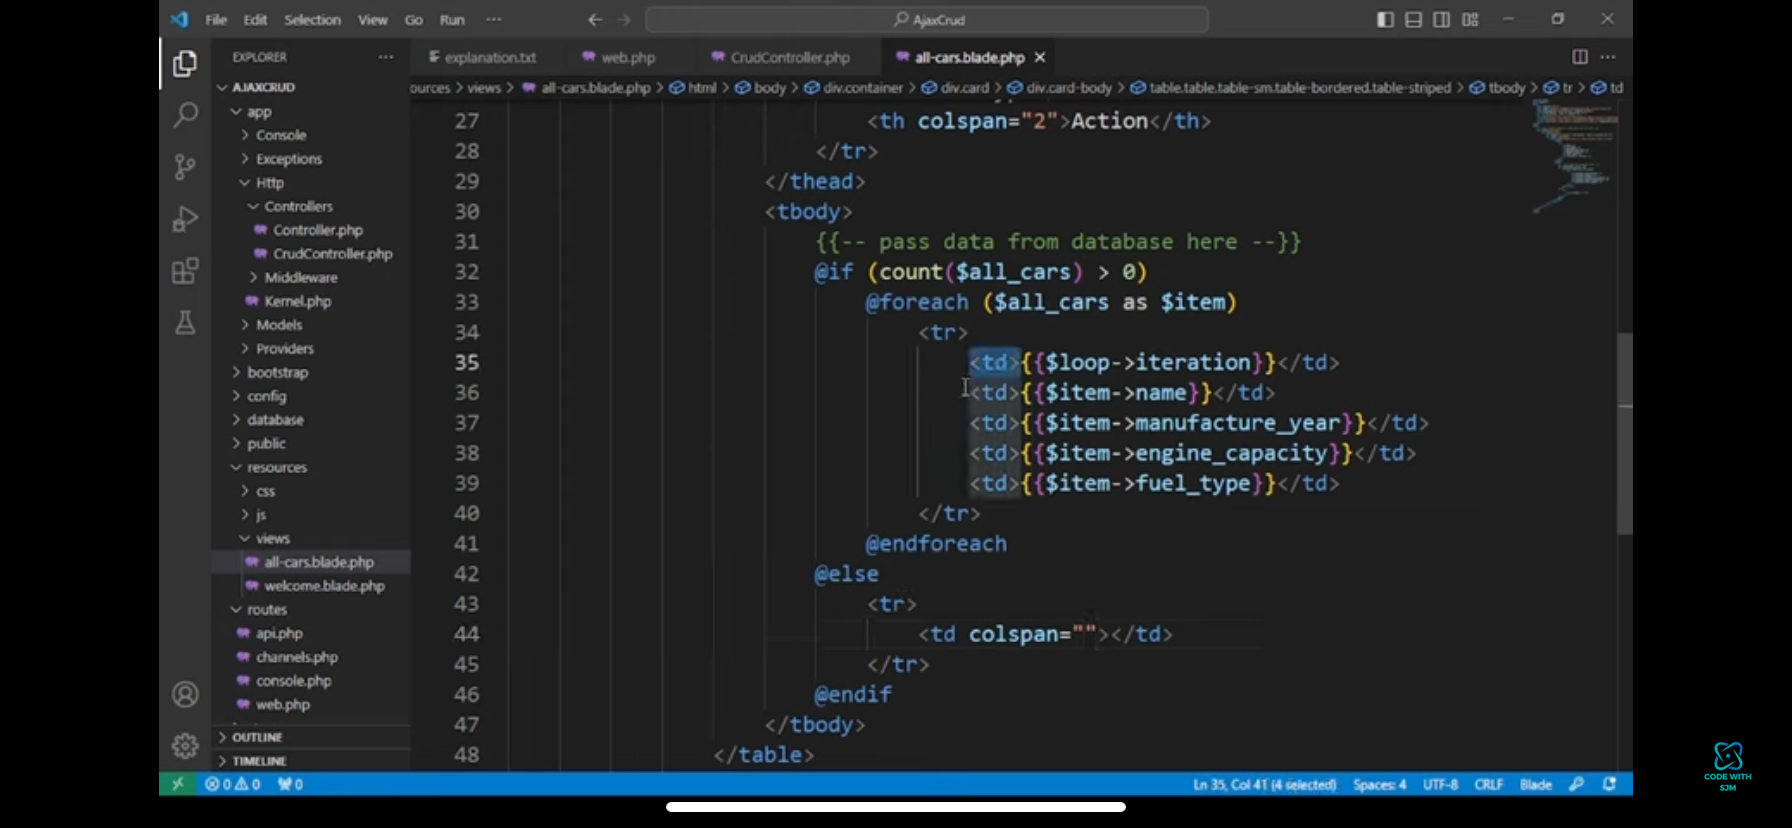 File Edit Selection View Go Run ··· AjaxCrud
EXPLORER ···
explanation.txt web.php CrudController.php all-cars.blade.php
ources > views > all-cars.blade.php > html > body > div.container > div.card > div.card-body > table.table.table-sm.table-bordered.table-striped > tbody > tr > td
AJAXCRUD
app
Console
Exceptions
Http
Controllers
Controller.php
CrudController.php
Middleware
Kernel.php
Models
Providers
bootstrap
config
database
public
resources
css
js
views
all-cars.blade.php
welcome.blade.php
routes
api.php
channels.php
console.php
web.php
OUTLINE
TIMELINE
27 <th colspan="2">Action</th>
28 </tr>
29 </thead>
30 <tbody>
31 {{-- pass data from database here --}}
32 @if (count($all_cars) > 0)
33 @foreach ($all_cars as $item)
34 <tr>
35 <td>{{$loop->iteration}}</td>
36 <td>{{$item->name}}</td>
37 <td>{{$item->manufacture_year}}</td>
38 <td>{{$item->engine_capacity}}</td>
39 <td>{{$item->fuel_type}}</td>
40 </tr>
41 @endforeach
42 @else
43 <tr>
44 <td colspan=""></td>
45 </tr>
46 @endif
47 </tbody>
48 </table>
0 0 0 Ln 35, Col 41 (4 selected) Spaces: 4 UTF-8 CRLF Blade
CODE WITH
SJM